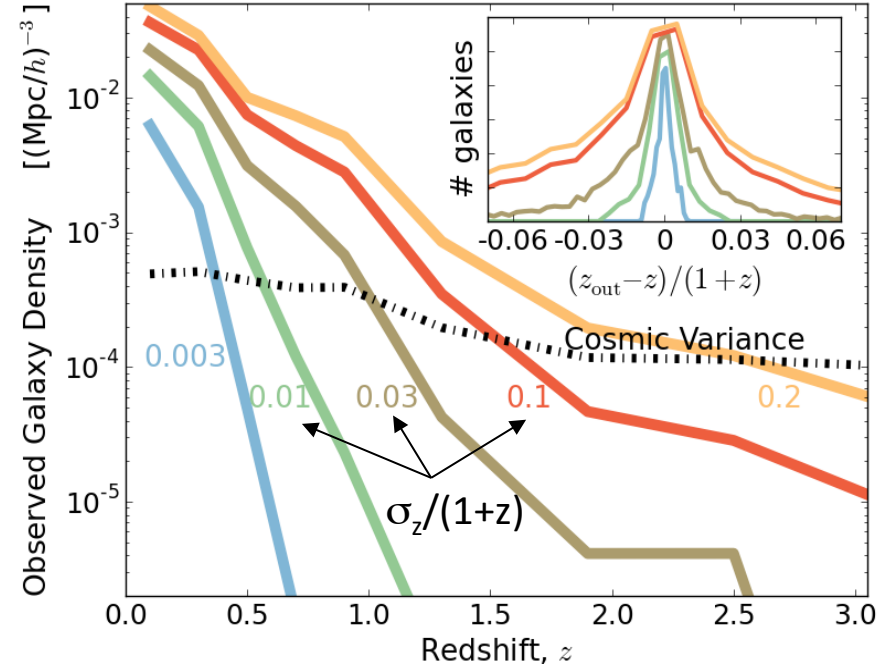 Observed Galaxy Density [(Mpc/h)⁻³]
10⁻²
10⁻³
10⁻⁴
10⁻⁵
# galaxies
-0.06 -0.03 0 0.03 0.06
(z_out−z)/(1+z)
Cosmic Variance
0.003
0.01
0.03
0.1
0.2
σ_z/(1+z)
0.0 0.5 1.0 1.5 2.0 2.5 3.0
Redshift, z